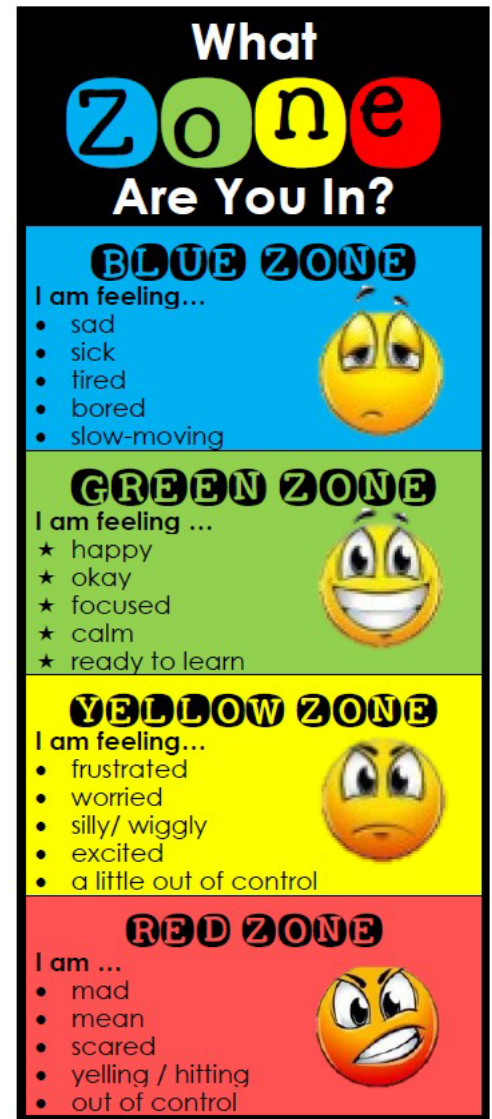 What
Zone
Are You In?
BLUE ZONE
I am feeling…
• sad
• sick
• tired
• bored
• slow-moving
GREEN ZONE
I am feeling …
★ happy
★ okay
★ focused
★ calm
★ ready to learn
YELLOW ZONE
I am feeling…
• frustrated
• worried
• silly/ wiggly
• excited
• a little out of control
RED ZONE
I am …
• mad
• mean
• scared
• yelling / hitting
• out of control